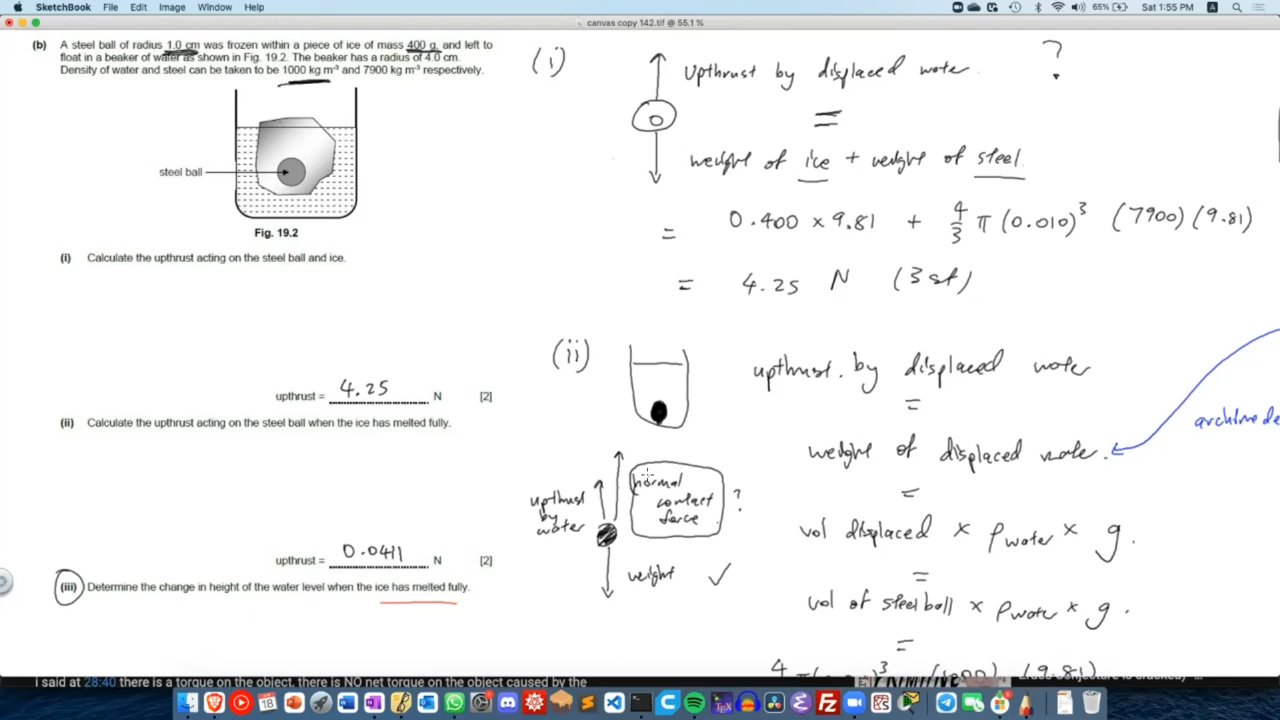 SketchBook File Edit Image Window Help
65% Sat 1:55 PM
canvas copy 142.tif @ 55.1 %
(b) A steel ball of radius 1.0 cm was frozen within a piece of ice of mass 400 g, and left to
float in a beaker of water as shown in Fig. 19.2. The beaker has a radius of 4.0 cm.
Density of water and steel can be taken to be 1000 kg m⁻³ and 7900 kg m⁻³ respectively.
steel ball
Fig. 19.2
(i) Calculate the upthrust acting on the steel ball and ice.
upthrust = 4.25 N [2]
(ii) Calculate the upthrust acting on the steel ball when the ice has melted fully.
upthrust = 0.0411 N [2]
(iii) Determine the change in height of the water level when the ice has melted fully.
(i)
Upthrust by displaced water ?
=
weight of ice + weight of steel.
= 0.400 × 9.81 + 4/3 π (0.010)³ (7900)(9.81)
= 4.25 N (3sf)
(ii)
upthrust by displaced water
=
weight of displaced water.
archimede
=
vol displaced × ρwater × g.
=
vol of steel ball × ρwater × g.
=
upthrust
by
water
normal
contact
force
?
weight ✓
I said at 28:40 there is a torque on the object, there is NO net torque on the object caused by the